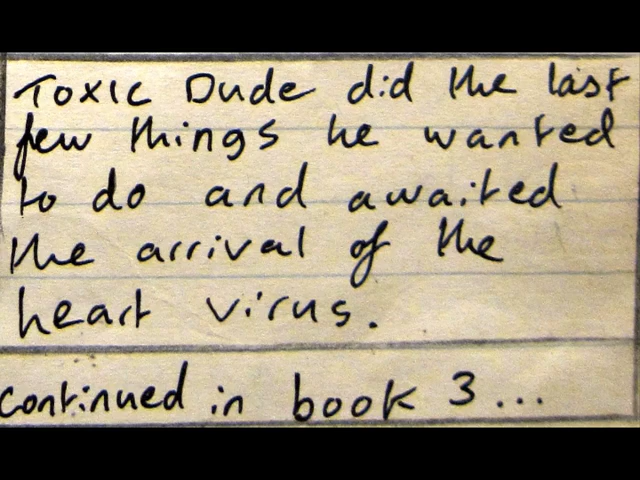 Toxic Dude did the last
few things he wanted
to do and awaited
the arrival of the
heart virus.
continued in book 3...